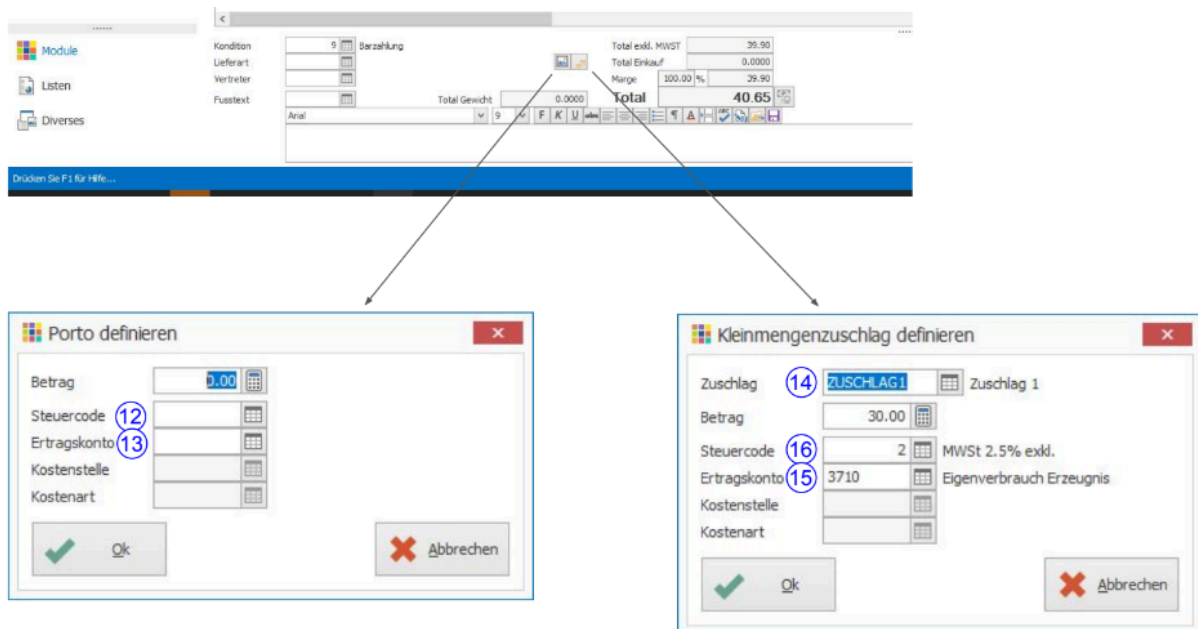 Module
Listen
Diverses
Kondition 9 Barzahlung
Lieferart
Vertreter
Fusstext
Total Gewicht 0.0000
Total exkl. MWST 39.90
Total Einkauf 0.0000
Marge 100.00 % 39.90
Total 40.65
Arial 9 F K U abc ¶ A ABC
Drücken Sie F1 für Hilfe...
Porto definieren
Betrag 0.00
Steuercode 12
Ertragskonto 13
Kostenstelle
Kostenart
Ok Abbrechen
Kleinmengenzuschlag definieren
Zuschlag 14 ZUSCHLAG1 Zuschlag 1
Betrag 30.00
Steuercode 16 2 MWSt 2.5% exkl.
Ertragskonto 15 3710 Eigenverbrauch Erzeugnis
Kostenstelle
Kostenart
Ok Abbrechen